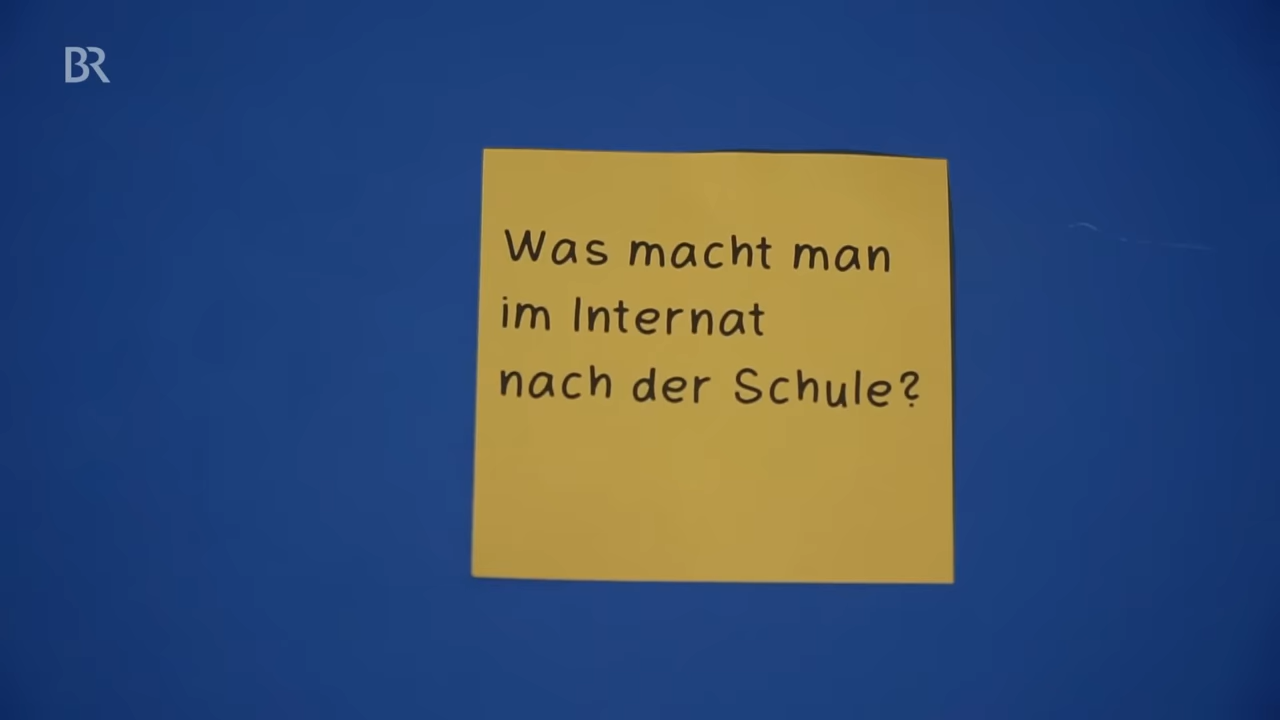 BR
Was macht man
im Internat
nach der Schule?